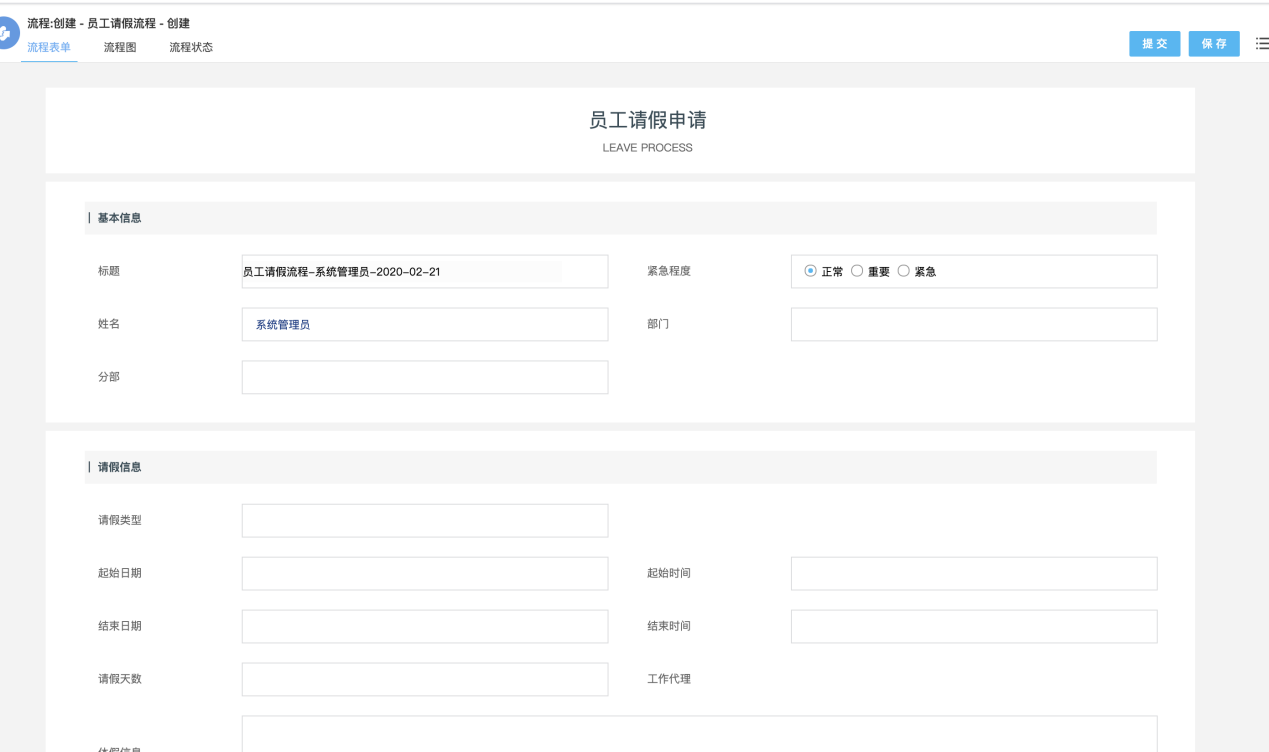 流程:创建 - 员工请假流程 - 创建
流程表单 流程图 流程状态
提交 保存
员工请假申请
LEAVE PROCESS
基本信息
标题 员工请假流程-系统管理员-2020-02-21 紧急程度 正常 重要 紧急
姓名 系统管理员 部门
分部
请假信息
请假类型
起始日期 起始时间
结束日期 结束时间
请假天数 工作代理
休假信息